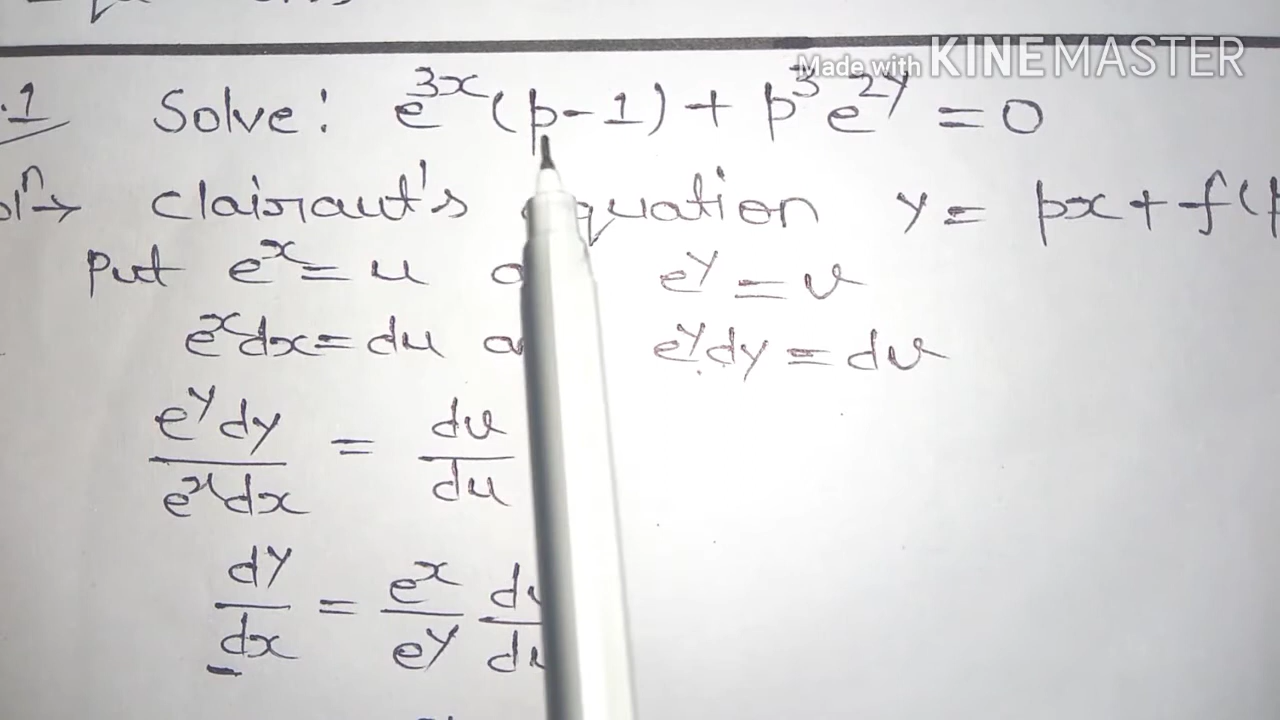 Made with KINEMASTER
.1 Solve: e^{3x}(p-1) + p^3 e^{2y} = 0
Clairaut's equation y = px + f(p
Put e^x = u e^y = v
e^x dx = du e^y dy = dv
e^y dy / e^x dx = dv / du
dy / dx = e^x / e^y